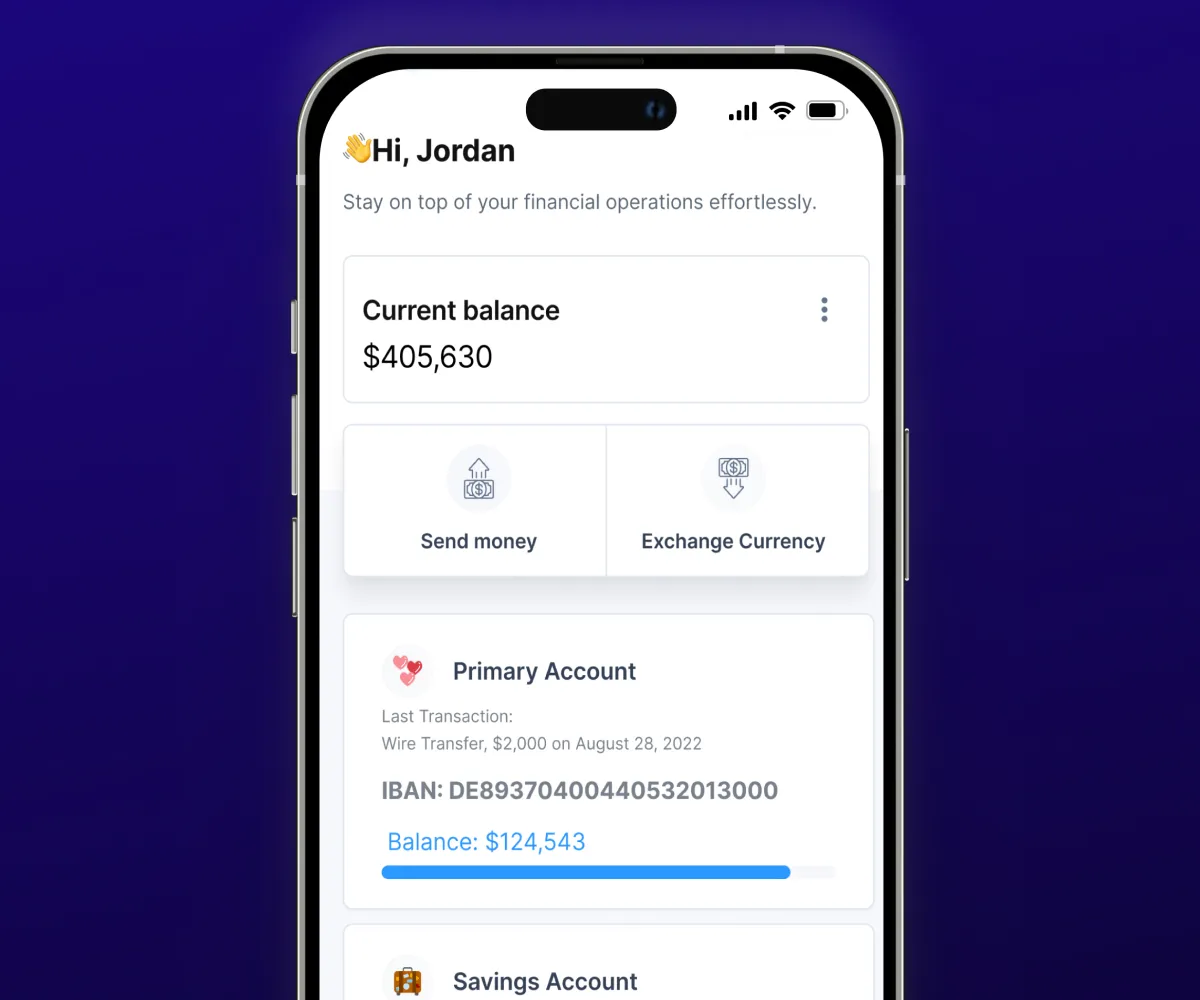 Hi, Jordan
Stay on top of your financial operations effortlessly.
Current balance
$405,630
Send money
Exchange Currency
Primary Account
Last Transaction:
Wire Transfer, $2,000 on August 28, 2022
IBAN: DE89370400440532013000
Balance: $124,543
Savings Account